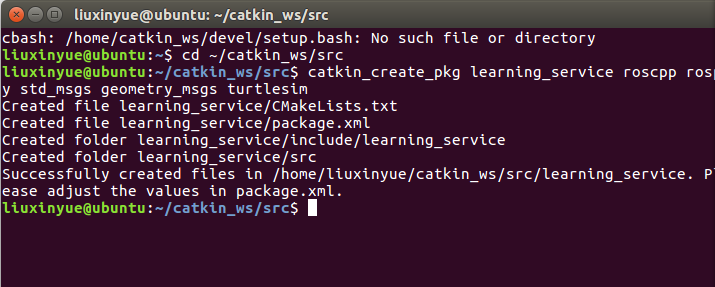 liuxinyue@ubuntu: ~/catkin_ws/src
cbash: /home/catkin_ws/devel/setup.bash: No such file or directory
liuxinyue@ubuntu:~$ cd ~/catkin_ws/src
liuxinyue@ubuntu:~/catkin_ws/src$ catkin_create_pkg learning_service roscpp rosp
y std_msgs geometry_msgs turtlesim
Created file learning_service/CMakeLists.txt
Created file learning_service/package.xml
Created folder learning_service/include/learning_service
Created folder learning_service/src
Successfully created files in /home/liuxinyue/catkin_ws/src/learning_service. Pl
ease adjust the values in package.xml.
liuxinyue@ubuntu:~/catkin_ws/src$